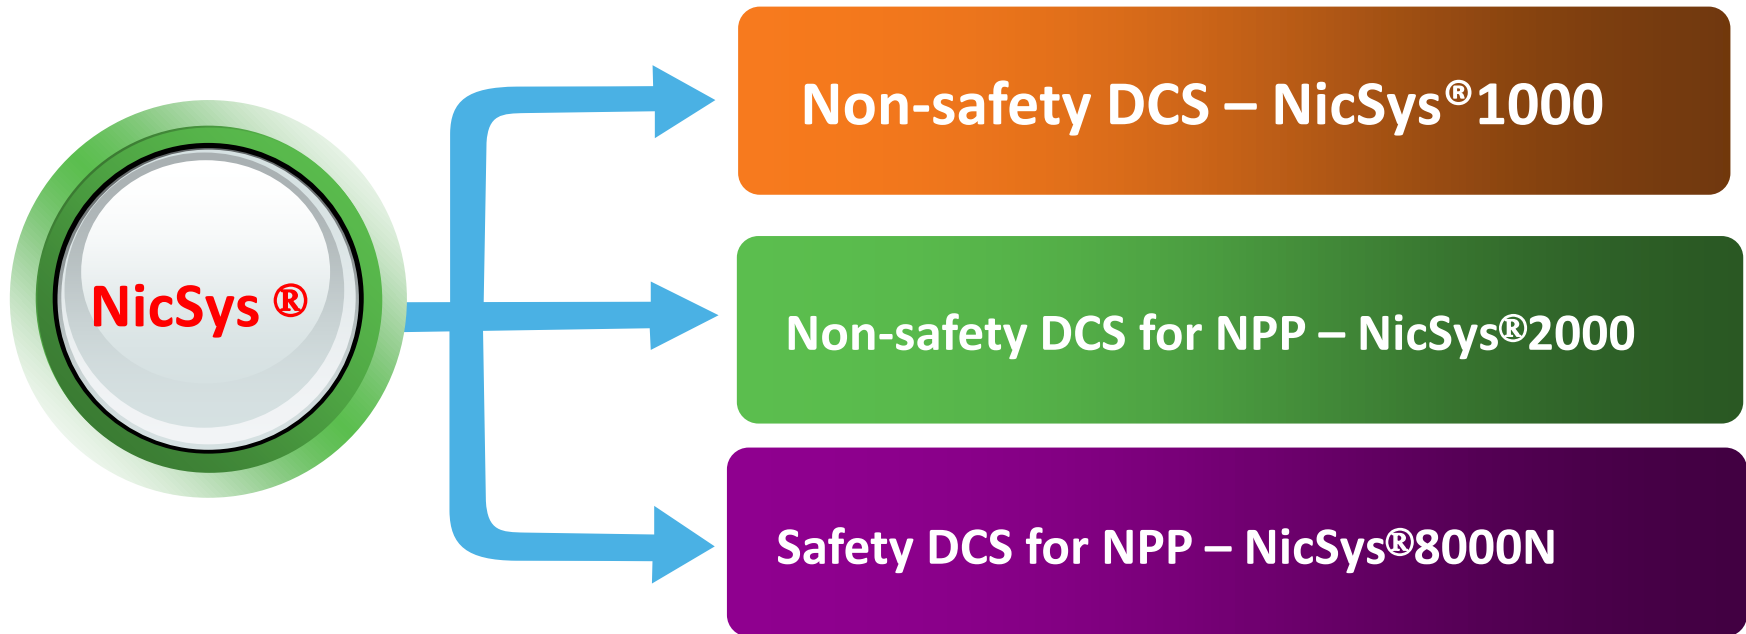 NicSys ®
Non-safety DCS – NicSys®1000
Non-safety DCS for NPP – NicSys®2000
Safety DCS for NPP – NicSys®8000N